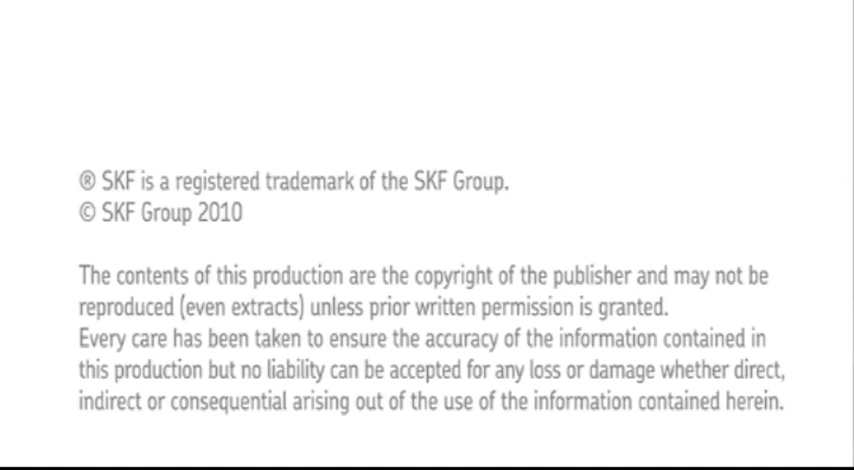 ® SKF is a registered trademark of the SKF Group.
© SKF Group 2010
The contents of this production are the copyright of the publisher and may not be
reproduced (even extracts) unless prior written permission is granted.
Every care has been taken to ensure the accuracy of the information contained in
this production but no liability can be accepted for any loss or damage whether direct,
indirect or consequential arising out of the use of the information contained herein.